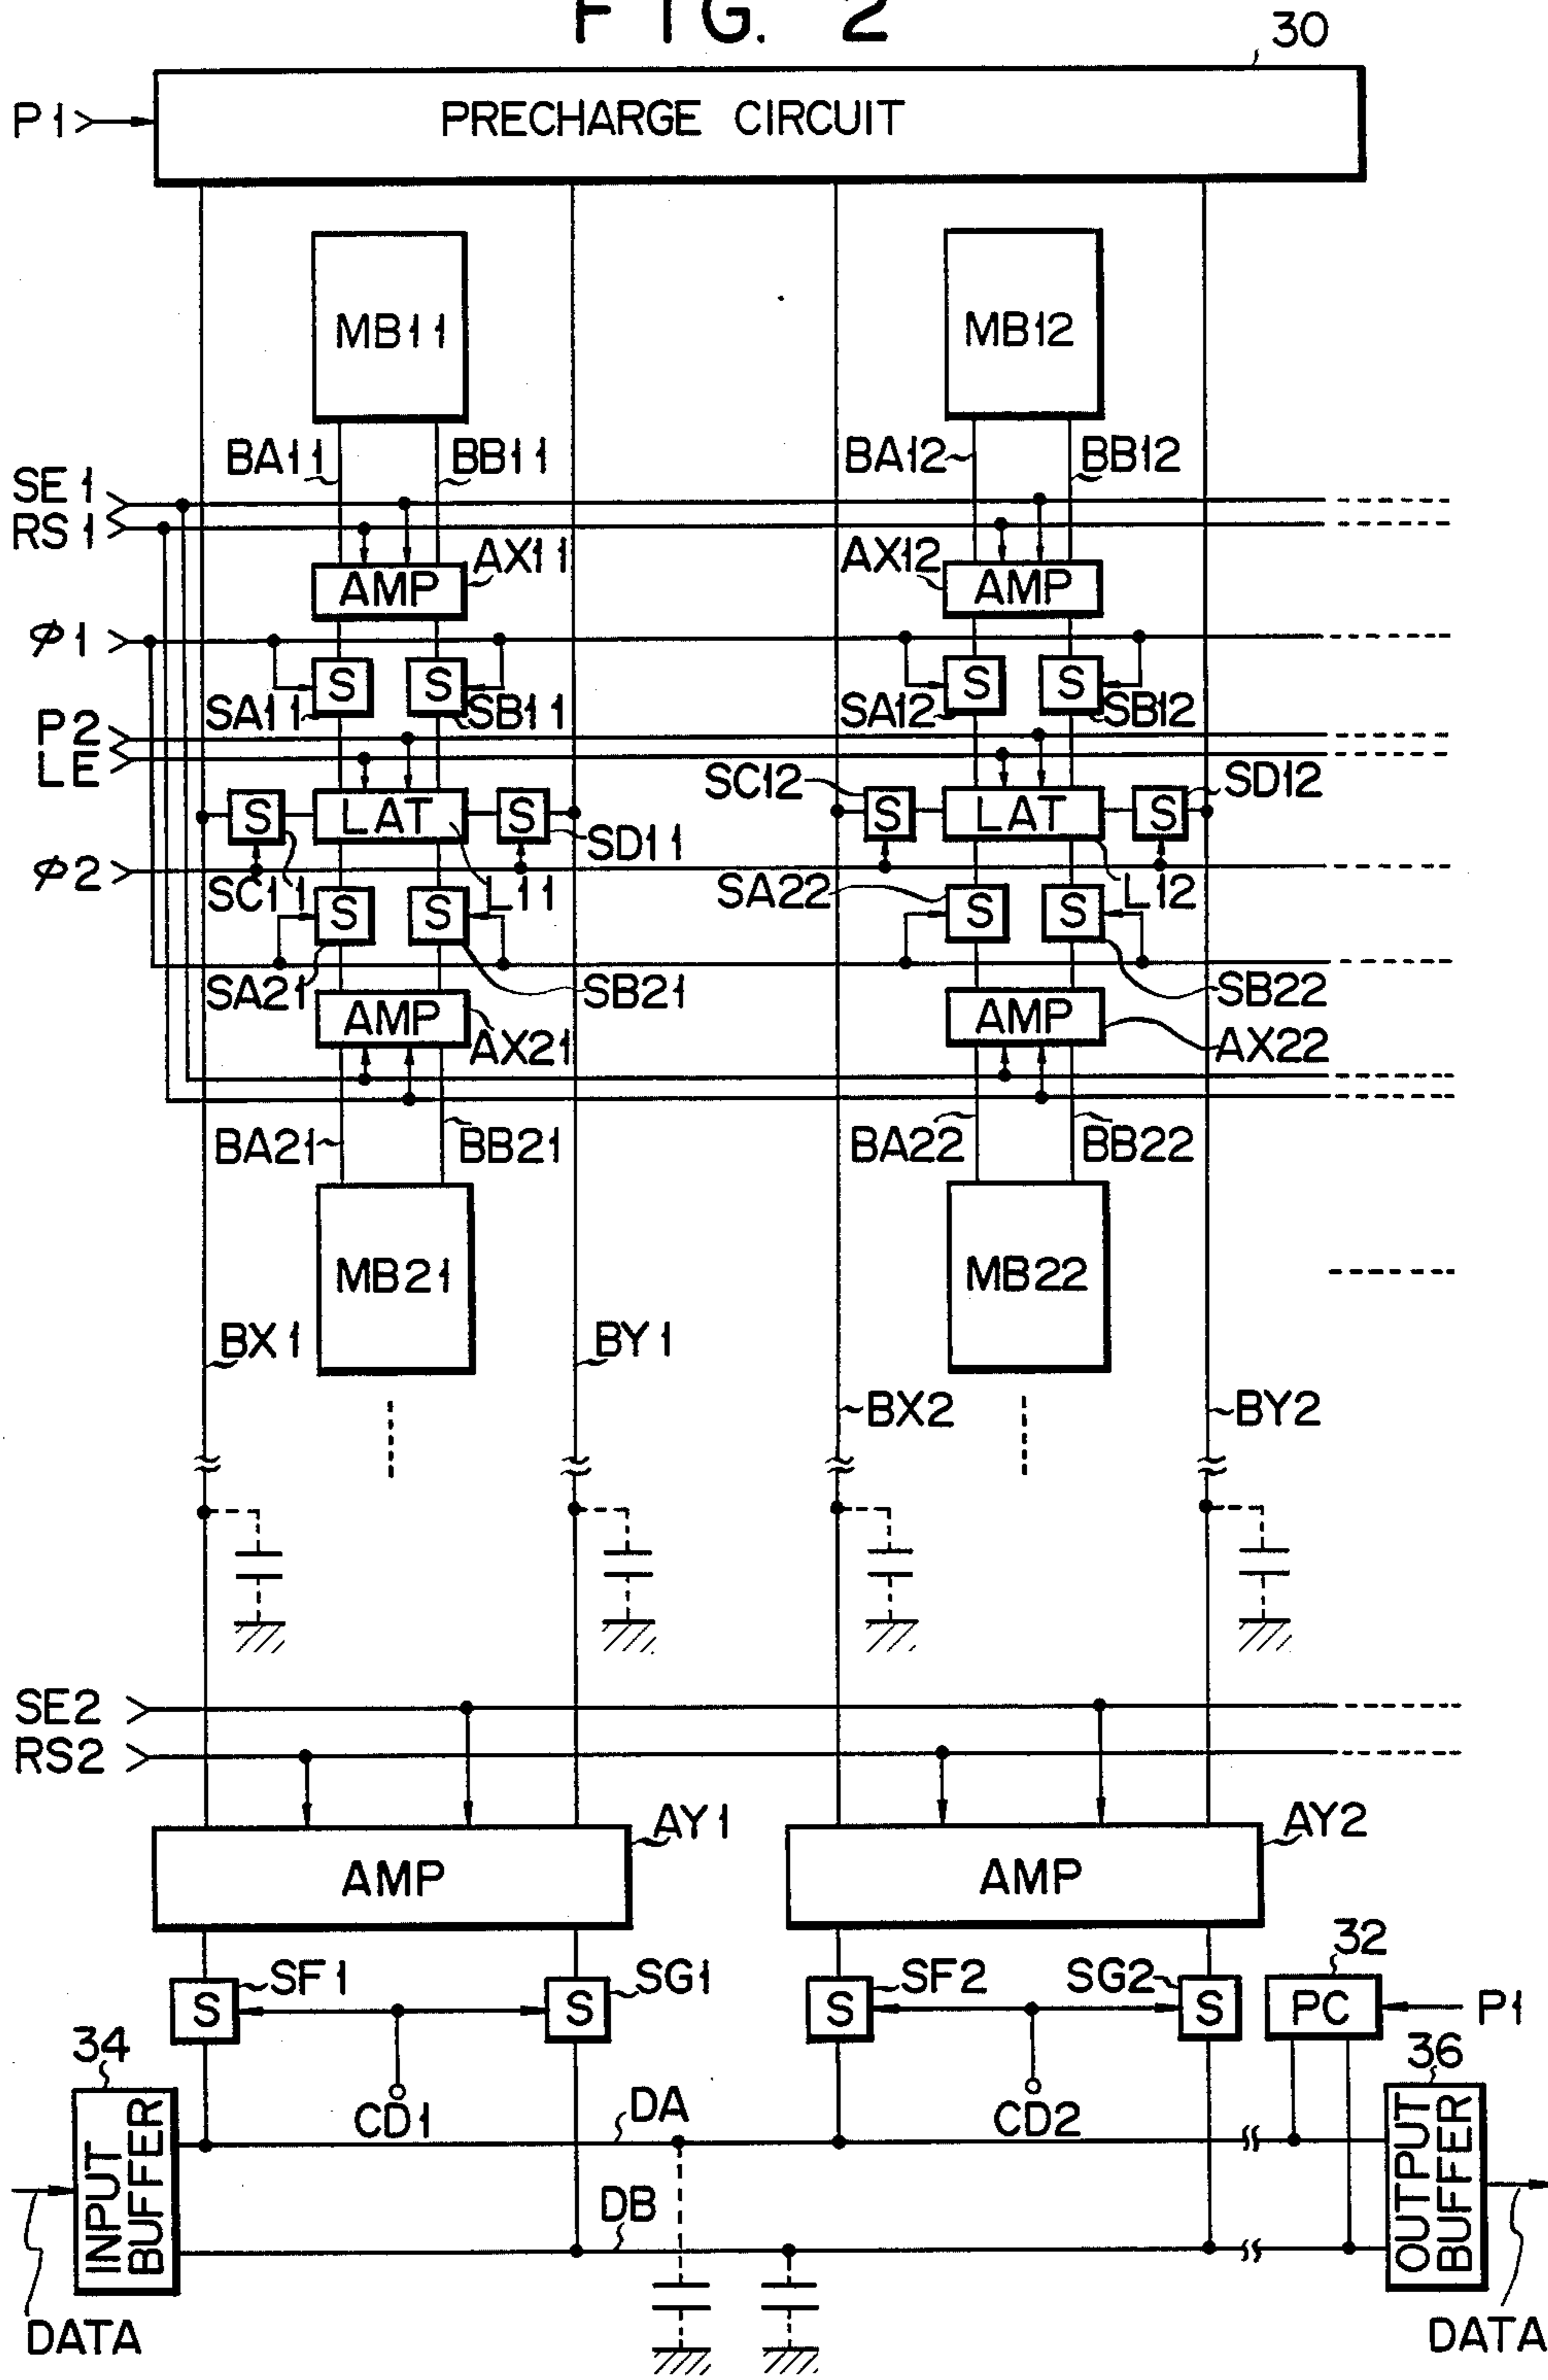 FIG. 2
30
P1
PRECHARGE CIRCUIT
MB11
MB12
BA11
BB11
BA12
BB12
SE1
RS1
AX11
AX12
AMP
AMP
φ1
S
S
S
S
SA11
SB11
SA12
SB12
P2
LE
SC12
SD12
S
LAT
S
S
LAT
S
SD11
φ2
SC11
L11
SA22
L12
S
S
S
S
SA21
SB21
SB22
AMP
AMP
AX21
AX22
BA21
BB21
BA22
BB22
MB21
MB22
BX1
BY1
BX2
BY2
SE2
RS2
AY1
AY2
AMP
AMP
32
SF1
SG1
SF2
SG2
S
S
S
S
PC
P1
34
36
CD1
DA
CD2
INPUT
BUFFER
DB
OUTPUT
BUFFER
DATA
DATA